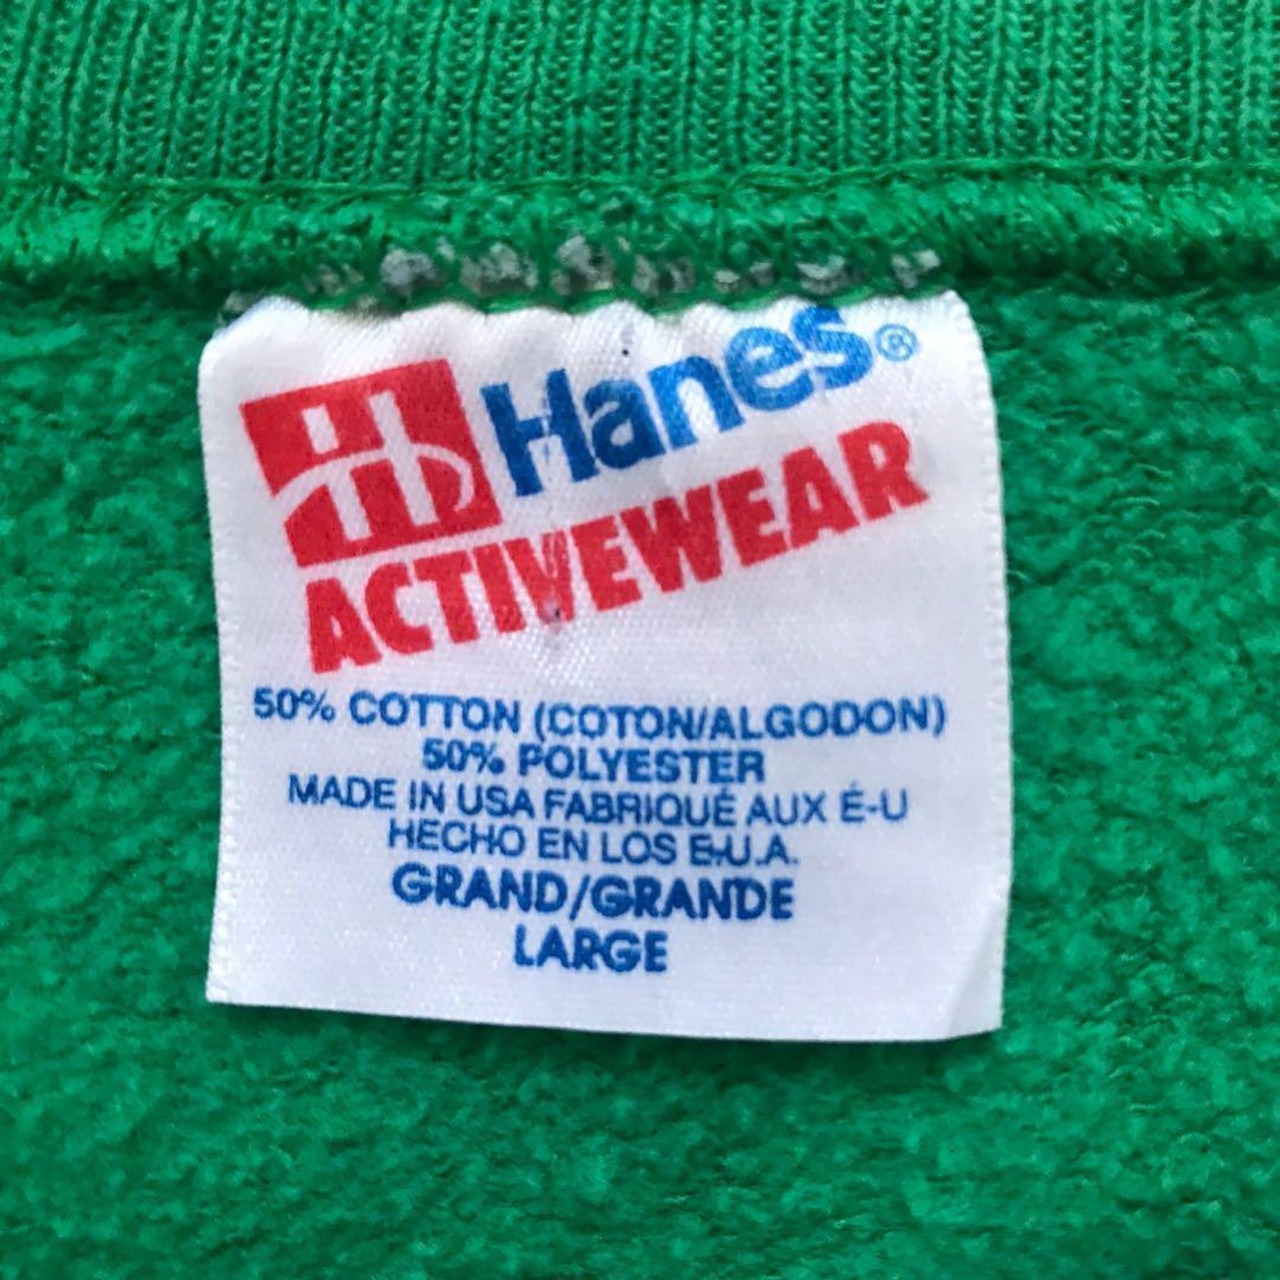 Hanes®
ACTIVEWEAR
50% COTTON (COTON/ALGODON)
50% POLYESTER
MADE IN USA FABRIQUÉ AUX É-U
HECHO EN LOS E.U.A.
GRAND/GRANDE
LARGE